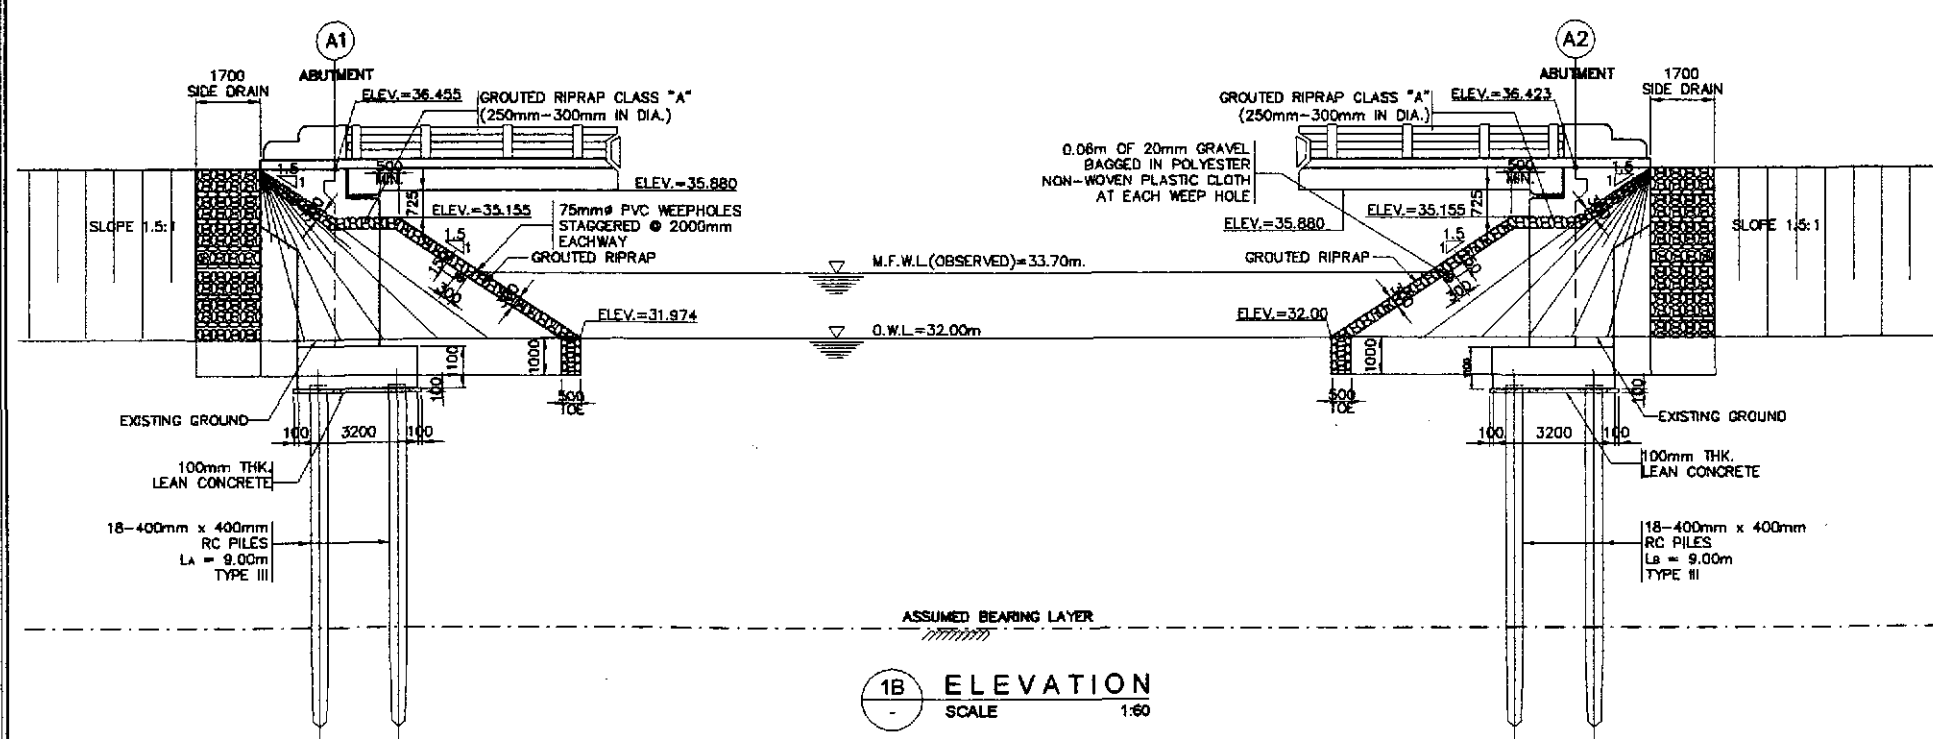 A1
ABUTMENT
1700
SIDE DRAIN
ELEV.=36.455
GROUTED RIPRAP CLASS "A"
(250mm-300mm IN DIA.)
1.5
1
500
MIN.
ELEV.=35.880
725
ELEV.=35.155
75mmø PVC WEEPHOLES
STAGGERED @ 2000mm
EACHWAY
GROUTED RIPRAP
SLOPE 1.5:1
1.5
1
300
ELEV.=31.974
1000
1100
100
500
TOE
EXISTING GROUND
100
3200
100
100mm THK.
LEAN CONCRETE
18-400mm x 400mm
RC PILES
LA = 9.00m
TYPE III
M.F.W.L.(OBSERVED)=33.70m.
O.W.L.=32.00m
A2
ABUTMENT
1700
SIDE DRAIN
GROUTED RIPRAP CLASS "A"
(250mm-300mm IN DIA.)
ELEV.=36.423
0.06m OF 20mm GRAVEL
BAGGED IN POLYESTER
NON-WOVEN PLASTIC CLOTH
AT EACH WEEP HOLE
500
MIN.
1.5
1
725
ELEV.=35.155
ELEV.=35.880
SLOPE 1.5:1
1.5
1
GROUTED RIPRAP
300
ELEV.=32.00
1000
100
500
TOE
EXISTING GROUND
100
3200
100
100mm THK.
LEAN CONCRETE
18-400mm x 400mm
RC PILES
LB = 9.00m
TYPE III
ASSUMED BEARING LAYER
1B
-
ELEVATION
SCALE 1:60